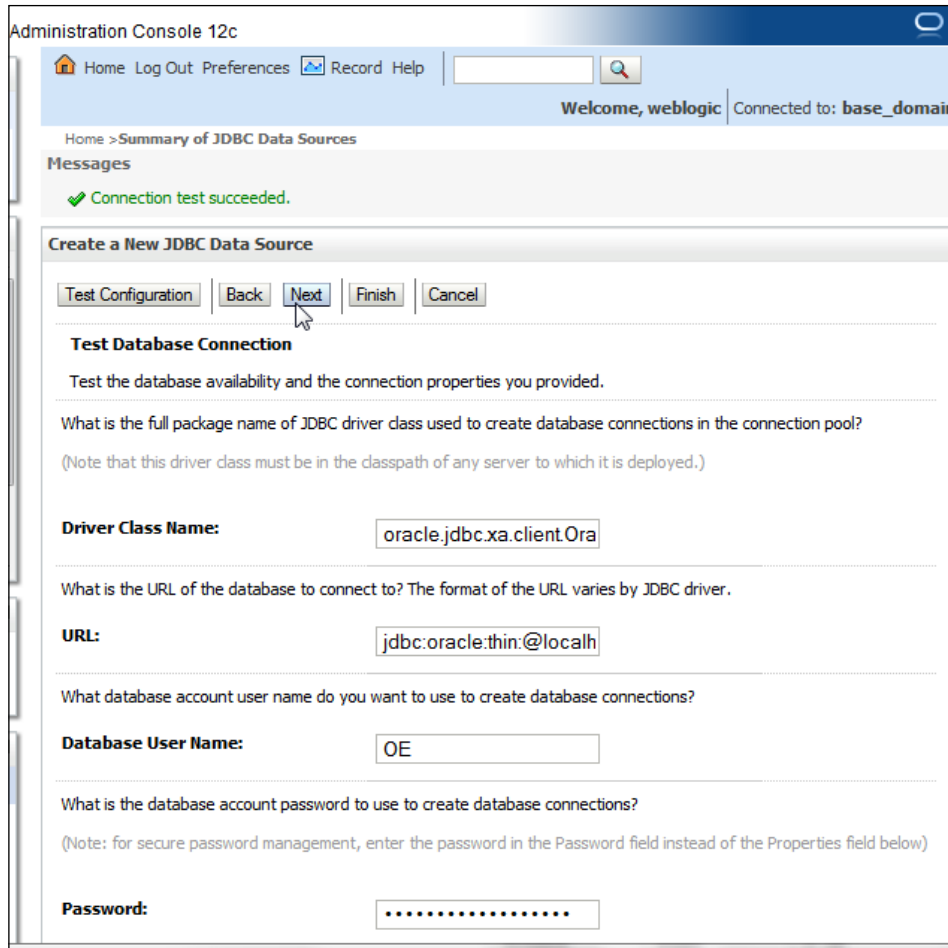 Administration Console 12c
Home Log Out Preferences Record Help
Welcome, weblogic Connected to: base_domain
Home >Summary of JDBC Data Sources
Messages
Connection test succeeded.
Create a New JDBC Data Source
Test Configuration Back Next Finish Cancel
Test Database Connection
Test the database availability and the connection properties you provided.
What is the full package name of JDBC driver class used to create database connections in the connection pool?
(Note that this driver class must be in the classpath of any server to which it is deployed.)
Driver Class Name: oracle.jdbc.xa.client.Ora
What is the URL of the database to connect to? The format of the URL varies by JDBC driver.
URL: jdbc:oracle:thin:@localh
What database account user name do you want to use to create database connections?
Database User Name: OE
What is the database account password to use to create database connections?
(Note: for secure password management, enter the password in the Password field instead of the Properties field below)
Password: ••••••••••••••••••